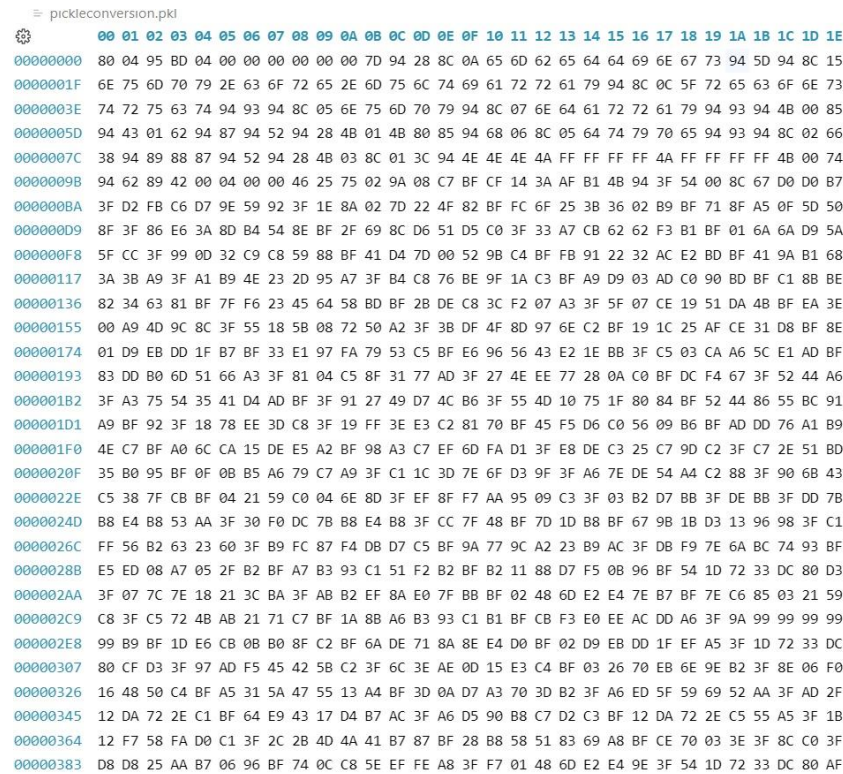 pickleconversion.pkl
00 01 02 03 04 05 06 07 08 09 0A 0B 0C 0D 0E 0F 10 11 12 13 14 15 16 17 18 19 1A 1B 1C 1D 1E
00000000 80 04 95 BD 04 00 00 00 00 00 00 7D 94 28 8C 0A 65 6D 62 65 64 64 69 6E 67 73 94 5D 94 8C 15
0000001F 6E 75 6D 70 79 2E 63 6F 72 65 2E 6D 75 6C 74 69 61 72 72 61 79 94 8C 0C 5F 72 65 63 6F 6E 73
0000003E 74 72 75 63 74 94 93 94 8C 05 6E 75 6D 70 79 94 8C 07 6E 64 61 72 72 61 79 94 93 94 4B 00 85
0000005D 94 43 01 62 94 87 94 52 94 28 4B 01 4B 80 85 94 68 06 8C 05 64 74 79 70 65 94 93 94 8C 02 66
0000007C 38 94 89 88 87 94 52 94 28 4B 03 8C 01 3C 94 4E 4E 4E 4A FF FF FF FF 4A FF FF FF FF 4B 00 74
0000009B 94 62 89 42 00 04 00 00 46 25 75 02 9A 08 C7 BF CF 14 3A AF B1 4B 94 3F 54 00 8C 67 D0 D0 B7
000000BA 3F D2 FB C6 D7 9E 59 92 3F 1E 8A 02 7D 22 4F 82 BF FC 6F 25 3B 36 02 B9 BF 71 8F A5 0F 5D 50
000000D9 8F 3F 86 E6 3A 8D B4 54 8E BF 2F 69 8C D6 51 D5 C0 3F 33 A7 CB 62 62 F3 B1 BF 01 6A 6A D9 5A
000000F8 5F CC 3F 99 0D 32 C9 C8 59 88 BF 41 D4 7D 00 52 9B C4 BF FB 91 22 32 AC E2 BD BF 41 9A B1 68
00000117 3A 3B A9 3F A1 B9 4E 23 2D 95 A7 3F B4 C8 76 BE 9F 1A C3 BF A9 D9 03 AD C0 90 BD BF C1 8B BE
00000136 82 34 63 81 BF 7F F6 23 45 64 58 BD BF 2B DE C8 3C F2 07 A3 3F 5F 07 CE 19 51 DA 4B BF EA 3E
00000155 00 A9 4D 9C 8C 3F 55 18 5B 08 72 50 A2 3F 3B DF 4F 8D 97 6E C2 BF 19 1C 25 AF CE 31 D8 BF 8E
00000174 01 D9 EB DD 1F B7 BF 33 E1 97 FA 79 53 C5 BF E6 96 56 43 E2 1E BB 3F C5 03 CA A6 5C E1 AD BF
00000193 83 DD B0 6D 51 66 A3 3F 81 04 C5 8F 31 77 AD 3F 27 4E EE 77 28 0A C0 BF DC F4 67 3F 52 44 A6
000001B2 3F A3 75 54 35 41 D4 AD BF 3F 91 27 49 D7 4C B6 3F 55 4D 10 75 1F 80 84 BF 52 44 86 55 BC 91
000001D1 A9 BF 92 3F 18 78 EE 3D C8 3F 19 FF 3E E3 C2 81 70 BF 45 F5 D6 C0 56 09 B6 BF AD DD 76 A1 B9
000001F0 4E C7 BF A0 6C CA 15 DE E5 A2 BF 98 A3 C7 EF 6D FA D1 3F E8 DE C3 25 C7 9D C2 3F C7 2E 51 BD
0000020F 35 B0 95 BF 0F 0B B5 A6 79 C7 A9 3F C1 1C 3D 7E 6F D3 9F 3F A6 7E DE 54 A4 C2 88 3F 90 6B 43
0000022E C5 38 7F CB BF 04 21 59 C0 04 6E 8D 3F EF 8F F7 AA 95 09 C3 3F 03 B2 D7 BB 3F DE BB 3F DD 7B
0000024D B8 E4 B8 53 AA 3F 30 F0 DC 7B B8 E4 B8 3F CC 7F 48 BF 7D 1D B8 BF 67 9B 1B D3 13 96 98 3F C1
0000026C FF 56 B2 63 23 60 3F B9 FC 87 F4 DB D7 C5 BF 9A 77 9C A2 23 B9 AC 3F DB F9 7E 6A BC 74 93 BF
0000028B E5 ED 08 A7 05 2F B2 BF A7 B3 93 C1 51 F2 B2 BF B2 11 88 D7 F5 0B 96 BF 54 1D 72 33 DC 80 D3
000002AA 3F 07 7C 7E 18 21 3C BA 3F AB B2 EF 8A E0 7F BB BF 02 48 6D E2 E4 7E B7 BF 7E C6 85 03 21 59
000002C9 C8 3F C5 72 4B AB 21 71 C7 BF 1A 8B A6 B3 93 C1 B1 BF CB F3 E0 EE AC DD A6 3F 9A 99 99 99 99
000002E8 99 B9 BF 1D E6 CB 0B B0 8F C2 BF 6A DE 71 8A 8E E4 D0 BF 02 D9 EB DD 1F EF A5 3F 1D 72 33 DC
00000307 80 CF D3 3F 97 AD F5 45 42 5B C2 3F 6C 3E AE 0D 15 E3 C4 BF 03 26 70 EB 6E 9E B2 3F 8E 06 F0
00000326 16 48 50 C4 BF A5 31 5A 47 55 13 A4 BF 3D 0A D7 A3 70 3D B2 3F A6 ED 5F 59 69 52 AA 3F AD 2F
00000345 12 DA 72 2E C1 BF 64 E9 43 17 D4 B7 AC 3F A6 D5 90 B8 C7 D2 C3 BF 12 DA 72 2E C5 55 A5 3F 1B
00000364 12 F7 58 FA D0 C1 3F 2C 2B 4D 4A 41 B7 87 BF 28 B8 58 51 83 69 A8 BF CE 70 03 3E 3F 8C C0 3F
00000383 D8 D8 25 AA B7 06 96 BF 74 0C C8 5E EF FE A8 3F F7 01 48 6D E2 E4 9E 3F 54 1D 72 33 DC 80 AF